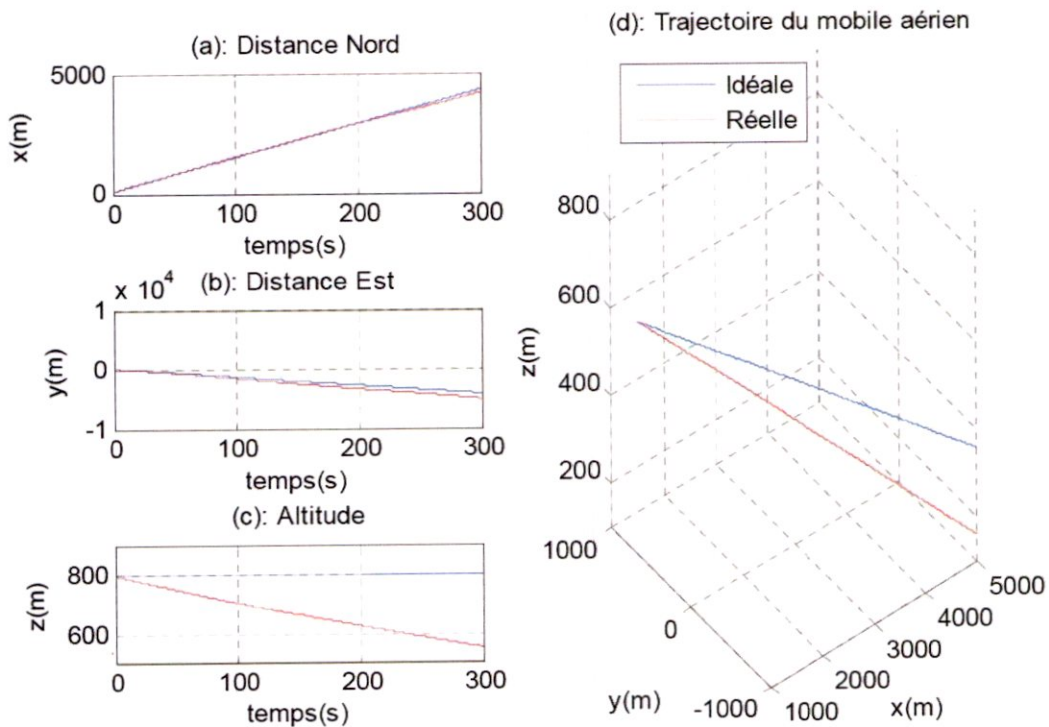 (a): Distance Nord
5000
x(m)
0
0 100 200 300
temps(s)
x 10^4 (b): Distance Est
1
y(m)
0
-1
0 100 200 300
temps(s)
(c): Altitude
z(m)
800
600
0 100 200 300
temps(s)
(d): Trajectoire du mobile aérien
Idéale
Réelle
z(m)
800
600
400
200
1000
0
-1000
y(m)
1000
2000
3000
4000
5000
x(m)